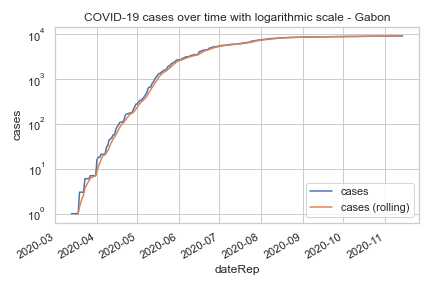 COVID-19 cases over time with logarithmic scale - Gabon
10⁴
10³
10²
10¹
10⁰
cases
cases
cases (rolling)
2020-03
2020-04
2020-05
2020-06
2020-07
2020-08
2020-09
2020-10
2020-11
dateRep